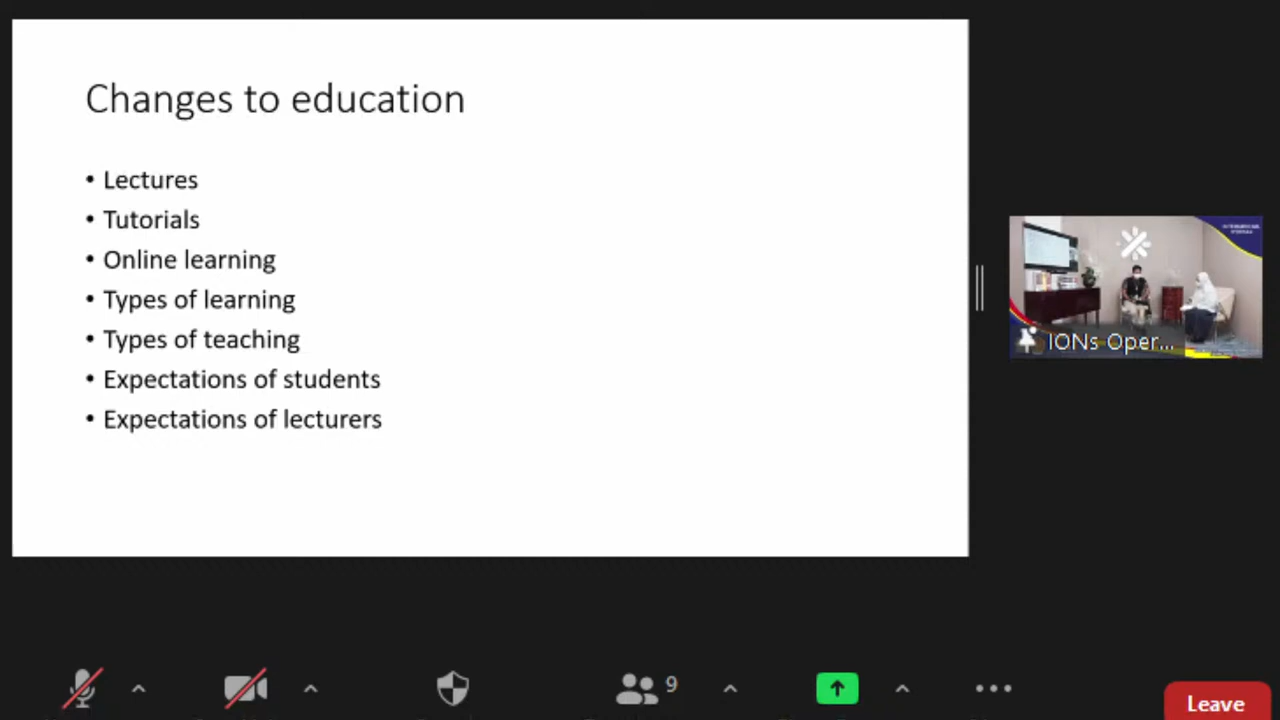 Changes to education
• Lectures
• Tutorials
• Online learning
• Types of learning
• Types of teaching
• Expectations of students
• Expectations of lecturers
IONs Oper...
9
Leave